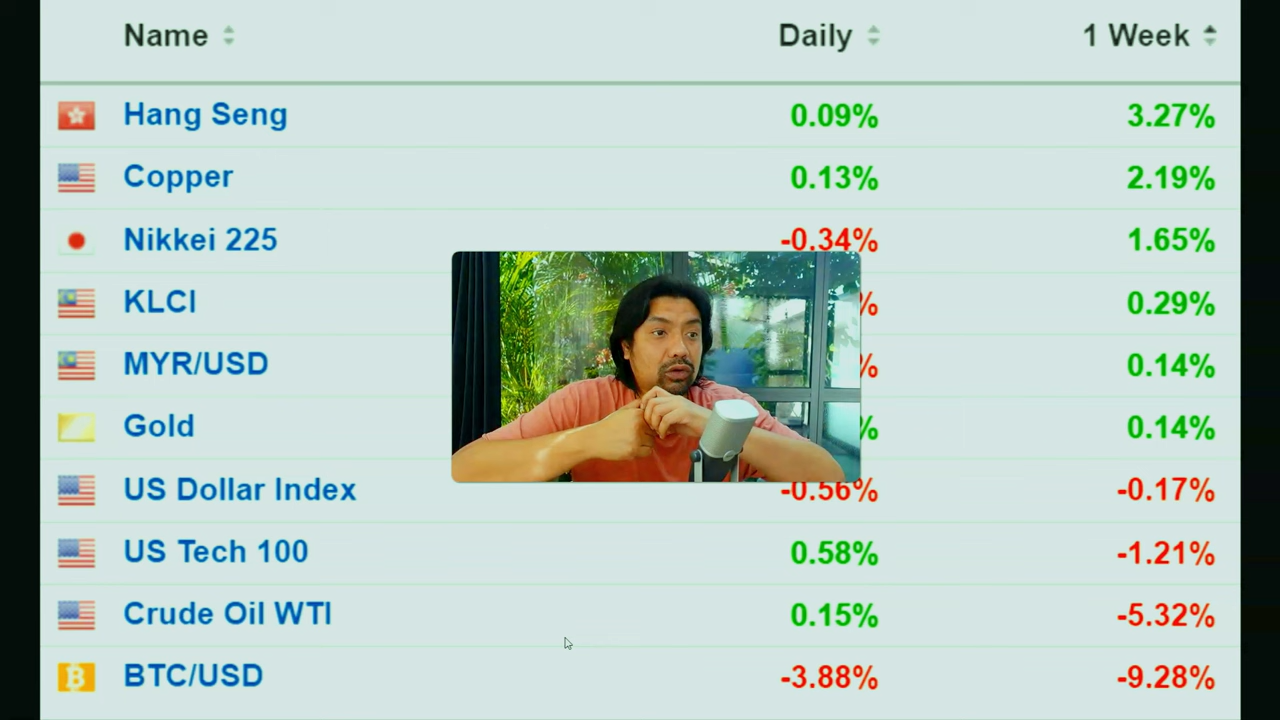 Name Daily 1 Week
Hang Seng 0.09% 3.27%
Copper 0.13% 2.19%
Nikkei 225 -0.34% 1.65%
KLCI % 0.29%
MYR/USD % 0.14%
Gold % 0.14%
US Dollar Index -0.56% -0.17%
US Tech 100 0.58% -1.21%
Crude Oil WTI 0.15% -5.32%
BTC/USD -3.88% -9.28%